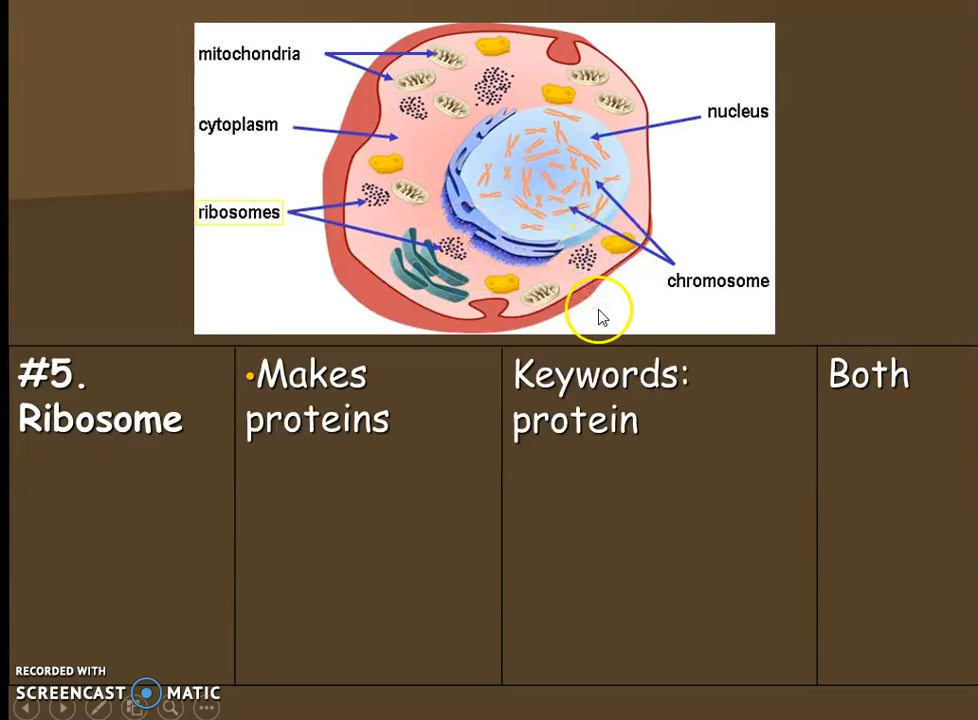 mitochondria
cytoplasm
ribosomes
nucleus
chromosome
#5.
Ribosome
•Makes
proteins
Keywords:
protein
Both
RECORDED WITH
SCREENCAST MATIC